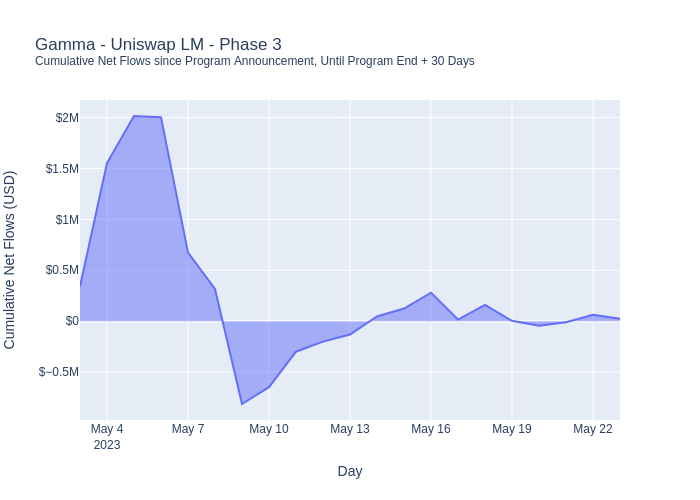 Gamma - Uniswap LM - Phase 3
Cumulative Net Flows since Program Announcement, Until Program End + 30 Days
Cumulative Net Flows (USD)
$2M
$1.5M
$1M
$0.5M
$0
$−0.5M
May 4
2023
May 7
May 10
May 13
May 16
May 19
May 22
Day